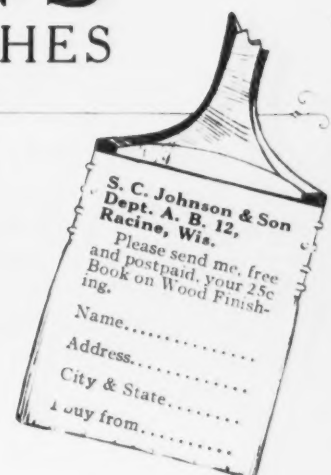 HES
S. C. Johnson & Son
Dept. A. B. 12,
Racine, Wis.
Please send me, free
and postpaid, your 25c
Book on Wood Finish-
ing.
Name..............
Address.............
City & State.........
buy from..........